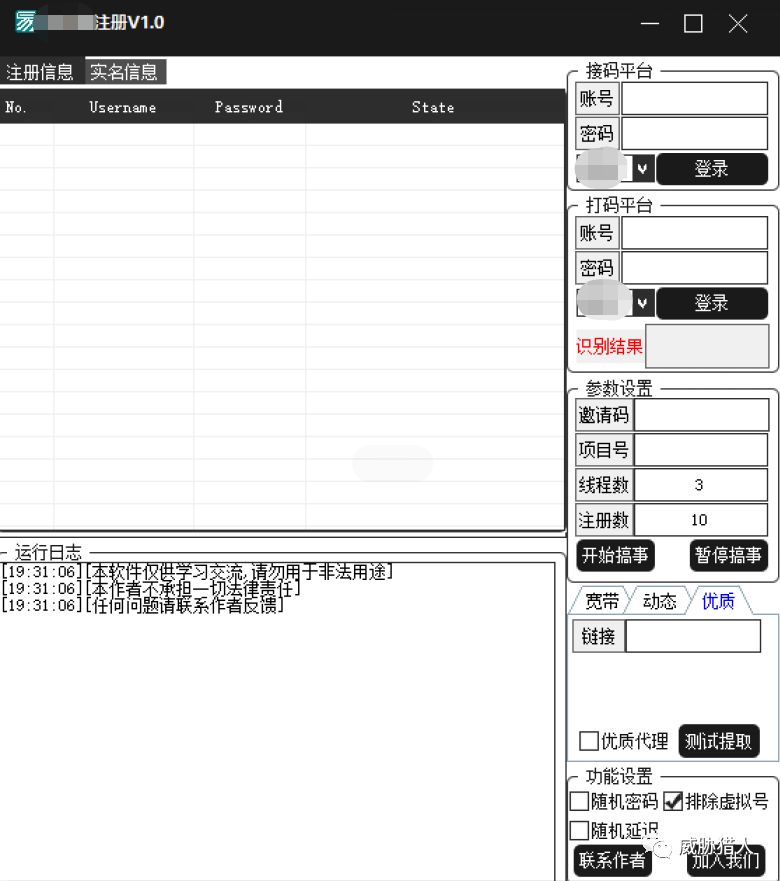 注册V1.0
注册信息 实名信息
No. Username Password State
接码平台
账号
密码
登录
打码平台
账号
密码
登录
识别结果
参数设置
邀请码
项目号
线程数 3
注册数 10
开始搞事 暂停搞事
运行日志
[19:31:06][本软件仅供学习交流,请勿用于非法用途]
[19:31:06][本作者不承担一切法律责任]
[19:31:06][任何问题请联系作者反馈]
宽带 动态 优质
链接
优质代理 测试提取
功能设置
随机密码 排除虚拟号
随机延迟
威胁猎人
联系作者 加入我们